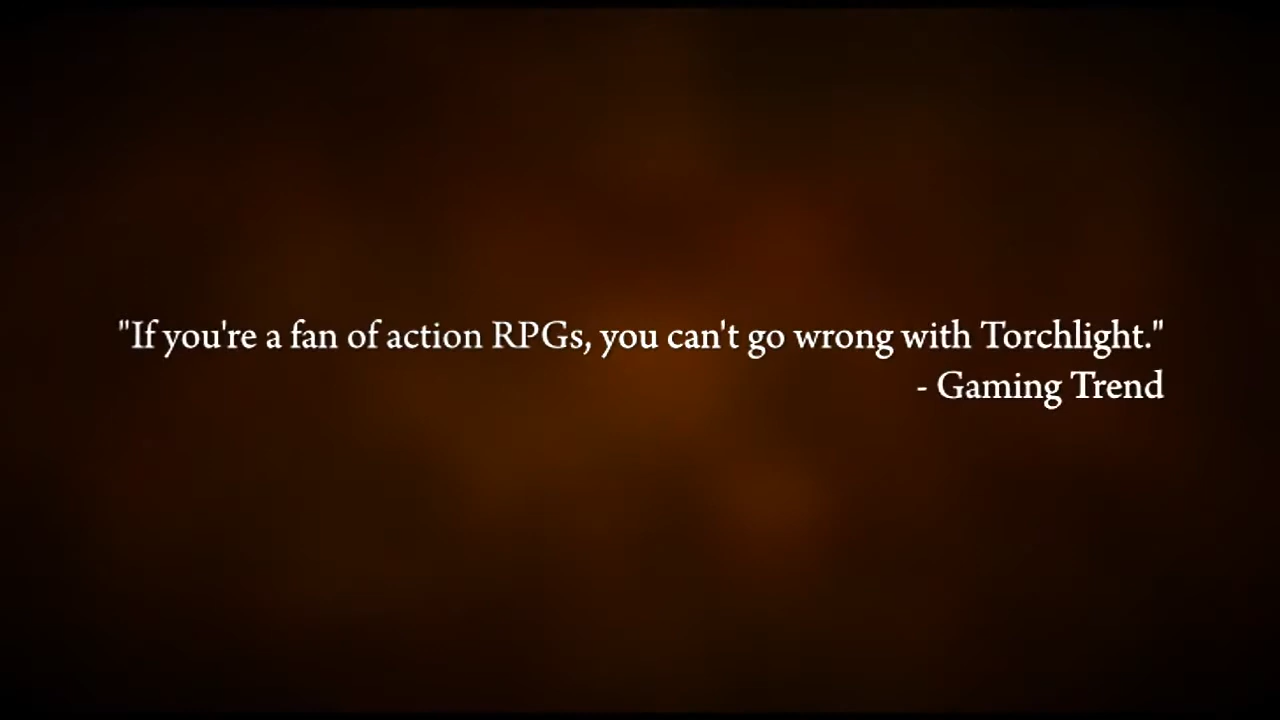 "If you're a fan of action RPGs, you can't go wrong with Torchlight."
- Gaming Trend